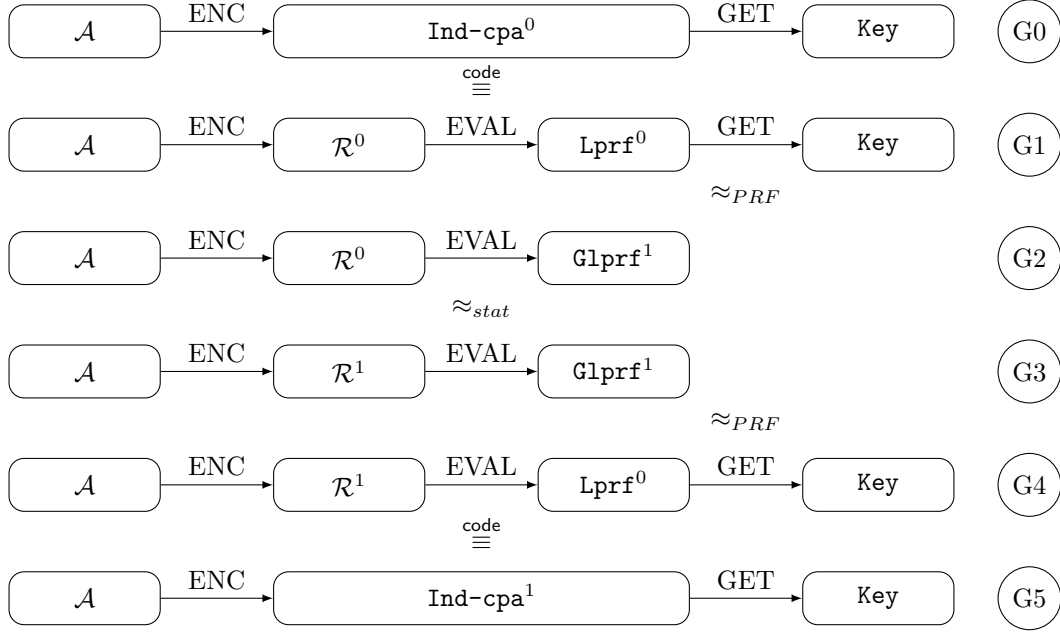 𝒜 ENC Ind-cpa⁰ GET Key G0
code
≡
𝒜 ENC ℛ⁰ EVAL Lprf⁰ GET Key G1
≈PRF
𝒜 ENC ℛ⁰ EVAL Glprf¹ G2
≈stat
𝒜 ENC ℛ¹ EVAL Glprf¹ G3
≈PRF
𝒜 ENC ℛ¹ EVAL Lprf⁰ GET Key G4
code
≡
𝒜 ENC Ind-cpa¹ GET Key G5